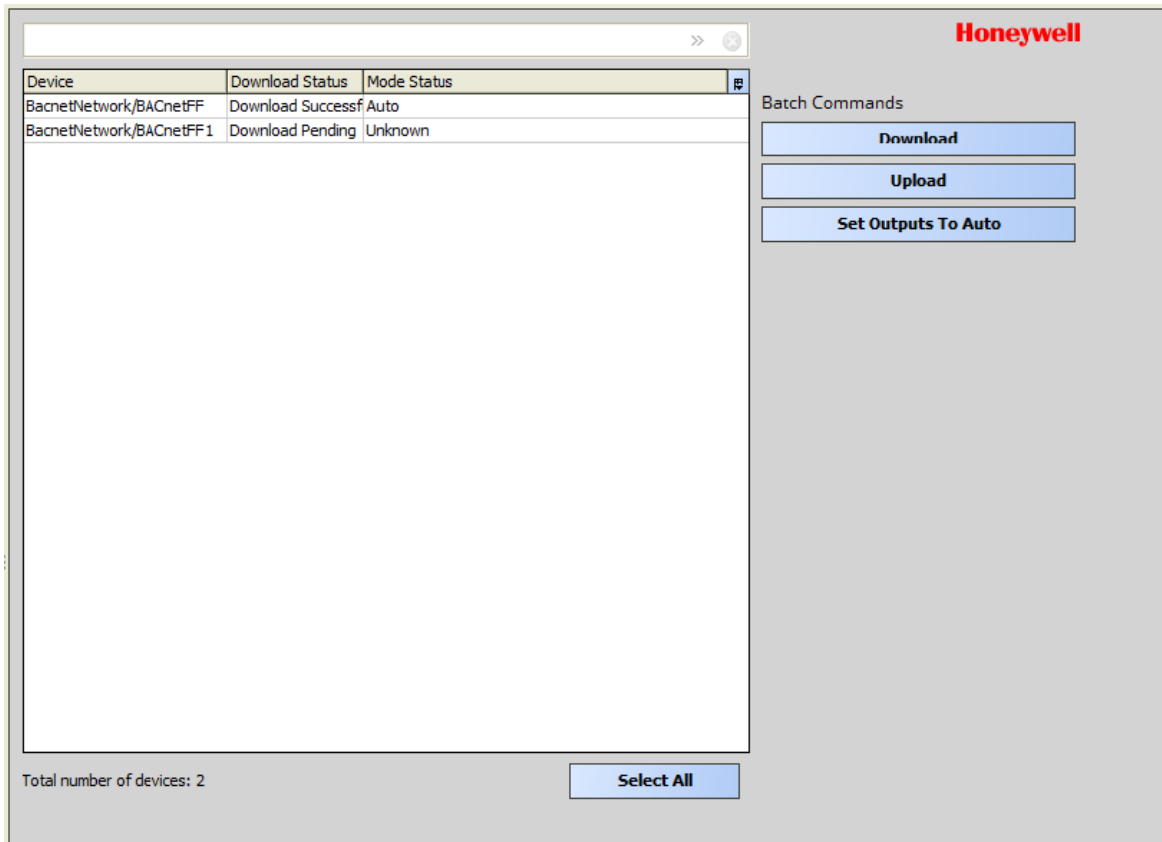 Honeywell
Device Download Status Mode Status
BacnetNetwork/BACnetFF Download Successf Auto
BacnetNetwork/BACnetFF1 Download Pending Unknown
Batch Commands
Download
Upload
Set Outputs To Auto
Total number of devices: 2
Select All